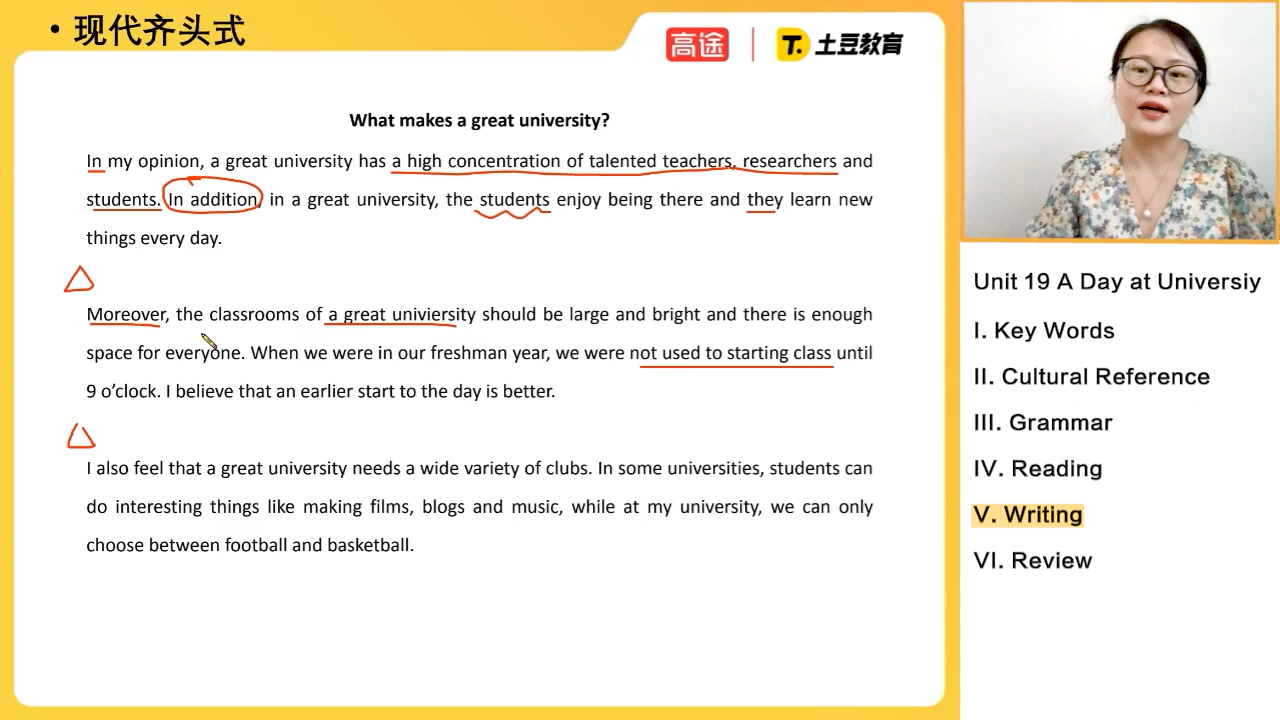 • 现代齐头式
高途
T. 土豆教育
What makes a great university?
In my opinion, a great university has a high concentration of talented teachers, researchers and
students. In addition, in a great university, the students enjoy being there and they learn new
things every day.
Moreover, the classrooms of a great univiersity should be large and bright and there is enough
space for everyone. When we were in our freshman year, we were not used to starting class until
9 o’clock. I believe that an earlier start to the day is better.
I also feel that a great university needs a wide variety of clubs. In some universities, students can
do interesting things like making films, blogs and music, while at my university, we can only
choose between football and basketball.
Unit 19 A Day at Universiy
I. Key Words
II. Cultural Reference
III. Grammar
IV. Reading
V. Writing
VI. Review